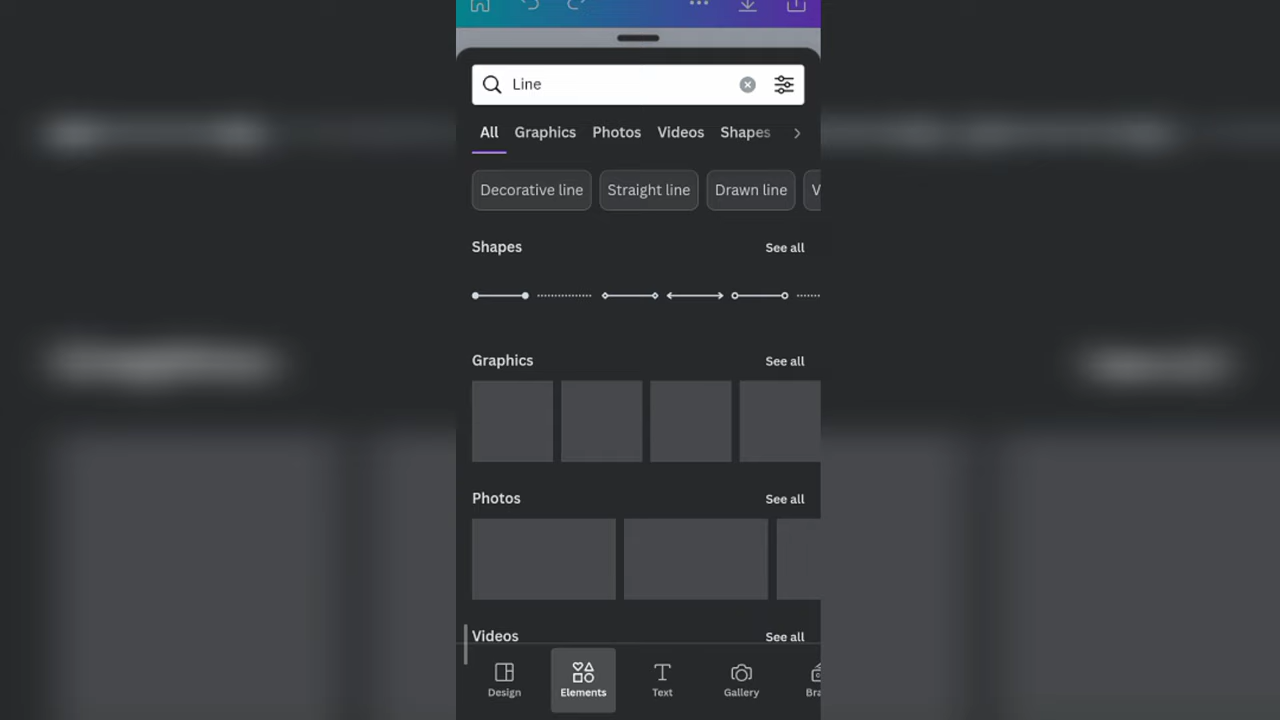 Line
All Graphics Photos Videos Shapes
Decorative line Straight line Drawn line V
Shapes See all
Graphics See all
Photos See all
Videos See all
Design Elements Text Gallery Bra